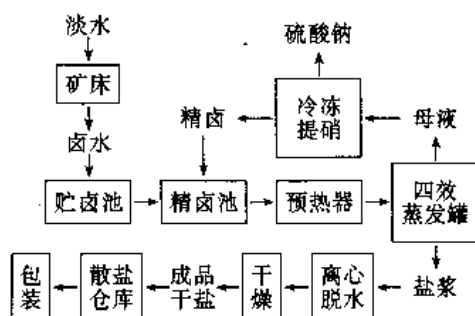 淡水
矿床
卤水
贮卤池
精卤池
预热器
四效
蒸发罐
精卤
冷冻
提硝
硫酸钠
母液
盐浆
离心
脱水
干
燥
成品
干盐
散盐
仓库
包
装